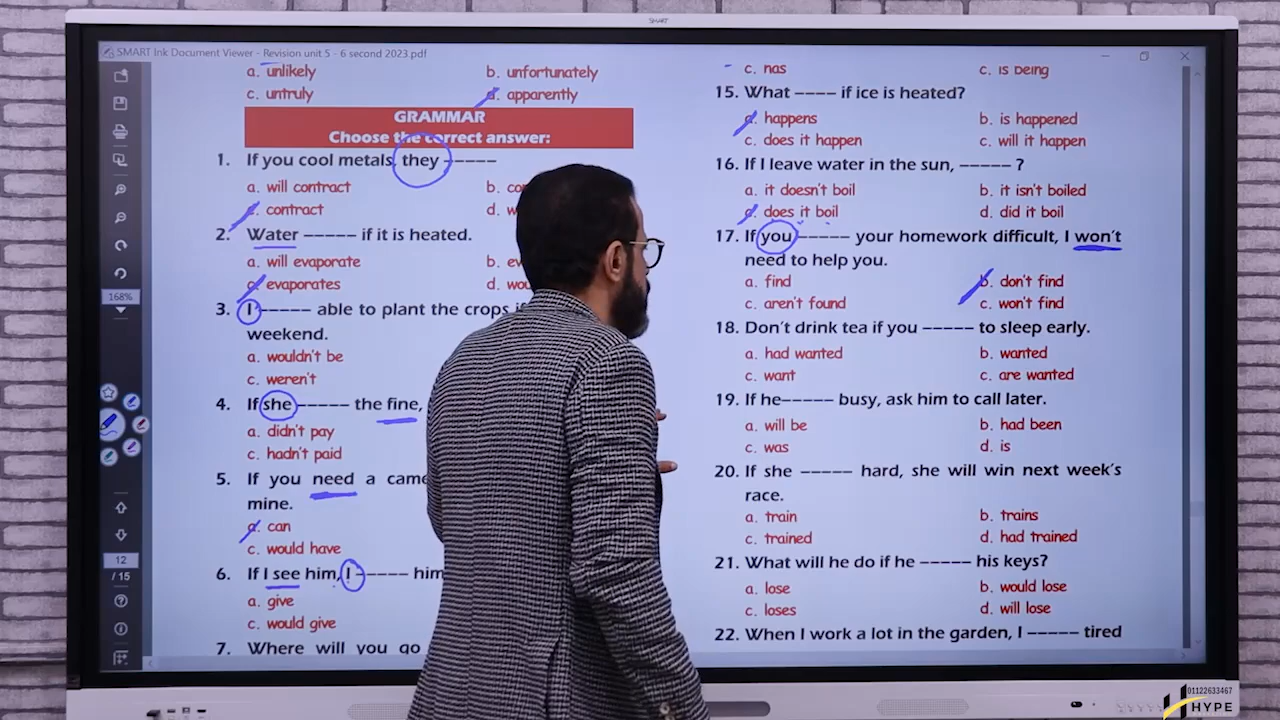 SMART
SMART Ink Document Viewer - Revision unit 5 - 6 second 2023.pdf
a. unlikely
b. unfortunately
c. untruly
d. apparently
GRAMMAR
Choose the correct answer:
1. If you cool metals, they -----
a. will contract
c. contract
2. Water ----- if it is heated.
a. will evaporate
c. evaporates
3. I ----- able to plant the crops
weekend.
a. wouldn't be
c. weren't
4. If she ----- the fine,
a. didn't pay
c. hadn't paid
5. If you need a
mine.
a. can
c. would have
6. If I see him, I ----- him
a. give
c. would give
7. Where will you go
168%
12
/ 15
c. has
c. is being
15. What ---- if ice is heated?
a. happens
b. is happened
c. does it happen
c. will it happen
16. If I leave water in the sun, ----- ?
a. it doesn't boil
b. it isn't boiled
c. does it boil
d. did it boil
17. If you ----- your homework difficult, I won't
need to help you.
a. find
b. don't find
c. aren't found
c. won't find
18. Don't drink tea if you ----- to sleep early.
a. had wanted
b. wanted
c. want
c. are wanted
19. If he----- busy, ask him to call later.
a. will be
b. had been
c. was
d. is
20. If she ----- hard, she will win next week's
race.
a. train
b. trains
c. trained
d. had trained
21. What will he do if he ----- his keys?
a. lose
b. would lose
c. loses
d. will lose
22. When I work a lot in the garden, I ----- tired
01122633467
HYPE